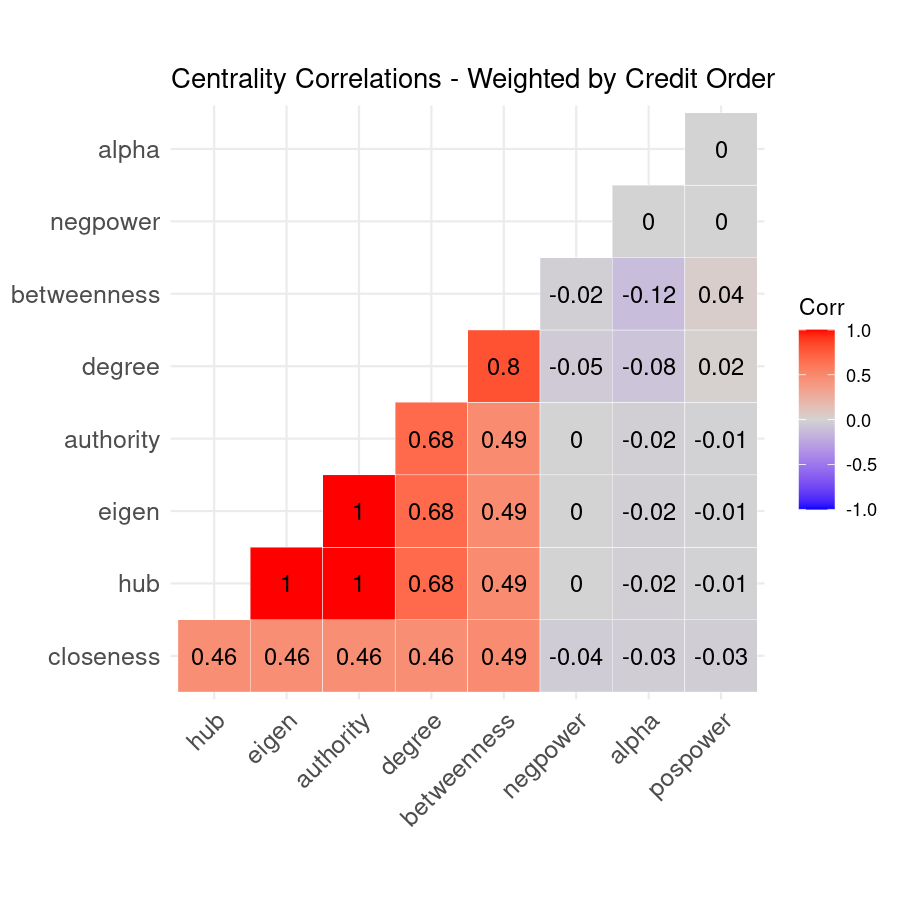 Centrality Correlations - Weighted by Credit Order
alpha 0
negpower 0 0
betweenness -0.02 -0.12 0.04
degree 0.8 -0.05 -0.08 0.02
authority 0.68 0.49 0 -0.02 -0.01
eigen 1 0.68 0.49 0 -0.02 -0.01
hub 1 1 0.68 0.49 0 -0.02 -0.01
closeness 0.46 0.46 0.46 0.46 0.49 -0.04 -0.03 -0.03
hub eigen authority degree betweenness negpower alpha pospower
Corr
1.0
0.5
0.0
-0.5
-1.0